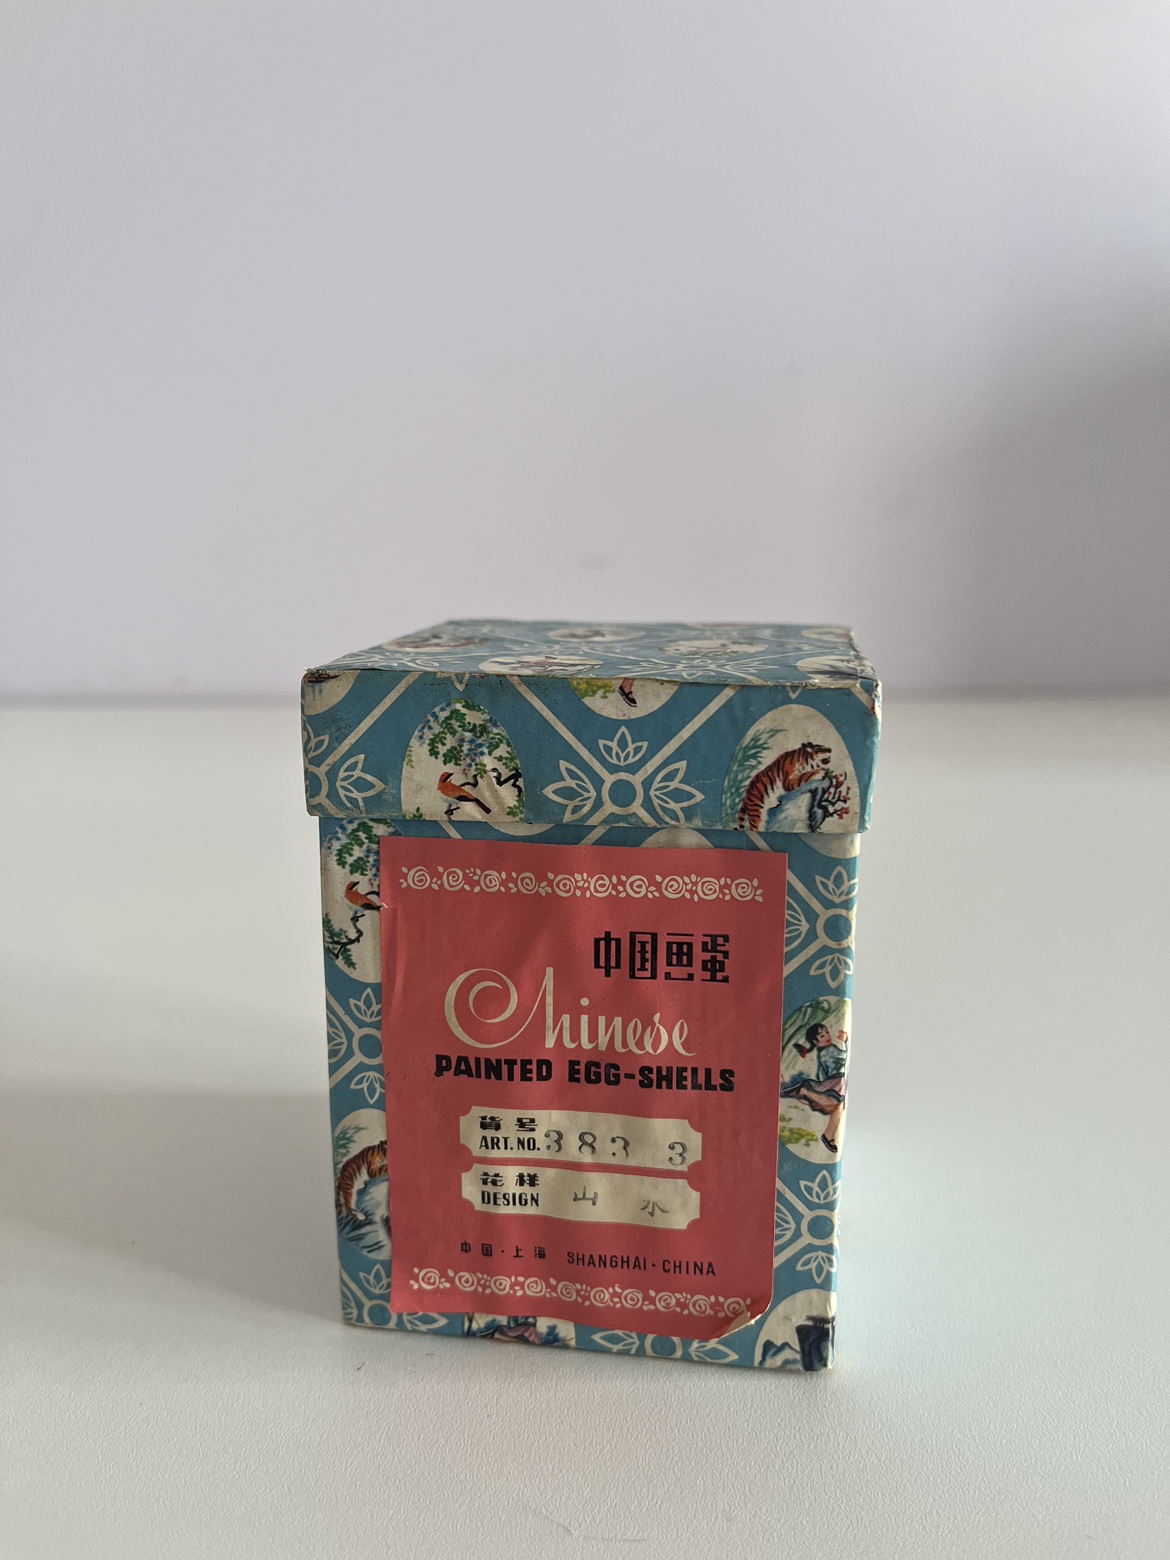 中国画蛋
Chinese
PAINTED EGG-SHELLS
货号
ART. NO. 383 3
花样
DESIGN 山 水
中国·上海 SHANGHAI·CHINA